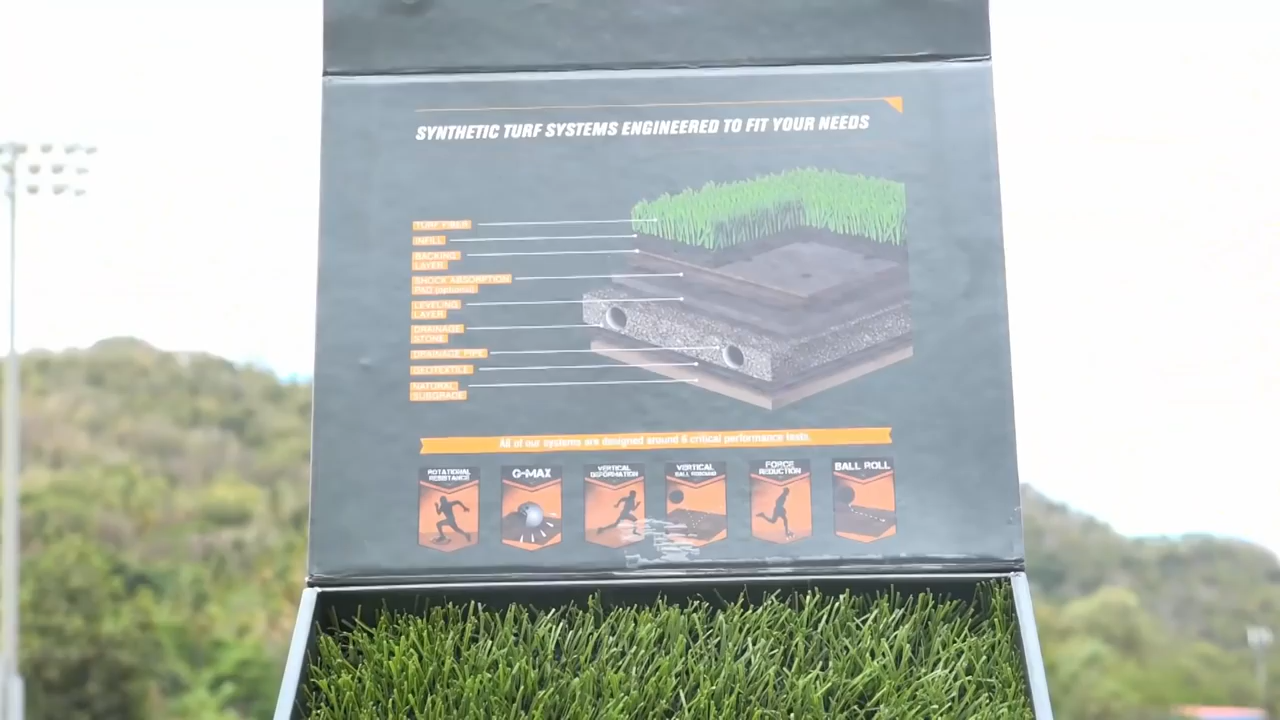 SYNTHETIC TURF SYSTEMS ENGINEERED TO FIT YOUR NEEDS
TURF FIBER
INFILL
BACKING
LAYER
SHOCK ABSORPTION
PAD (optional)
LEVELING
LAYER
DRAINAGE
STONE
DRAINAGE PIPE
GEOTEXTILE
NATURAL
SUBGRADE
All of our systems are designed around 6 critical performance tests.
ROTATIONAL
RESISTANCE
G-MAX
VERTICAL
DEFORMATION
VERTICAL
BALL REBOUND
FORCE
REDUCTION
BALL ROLL